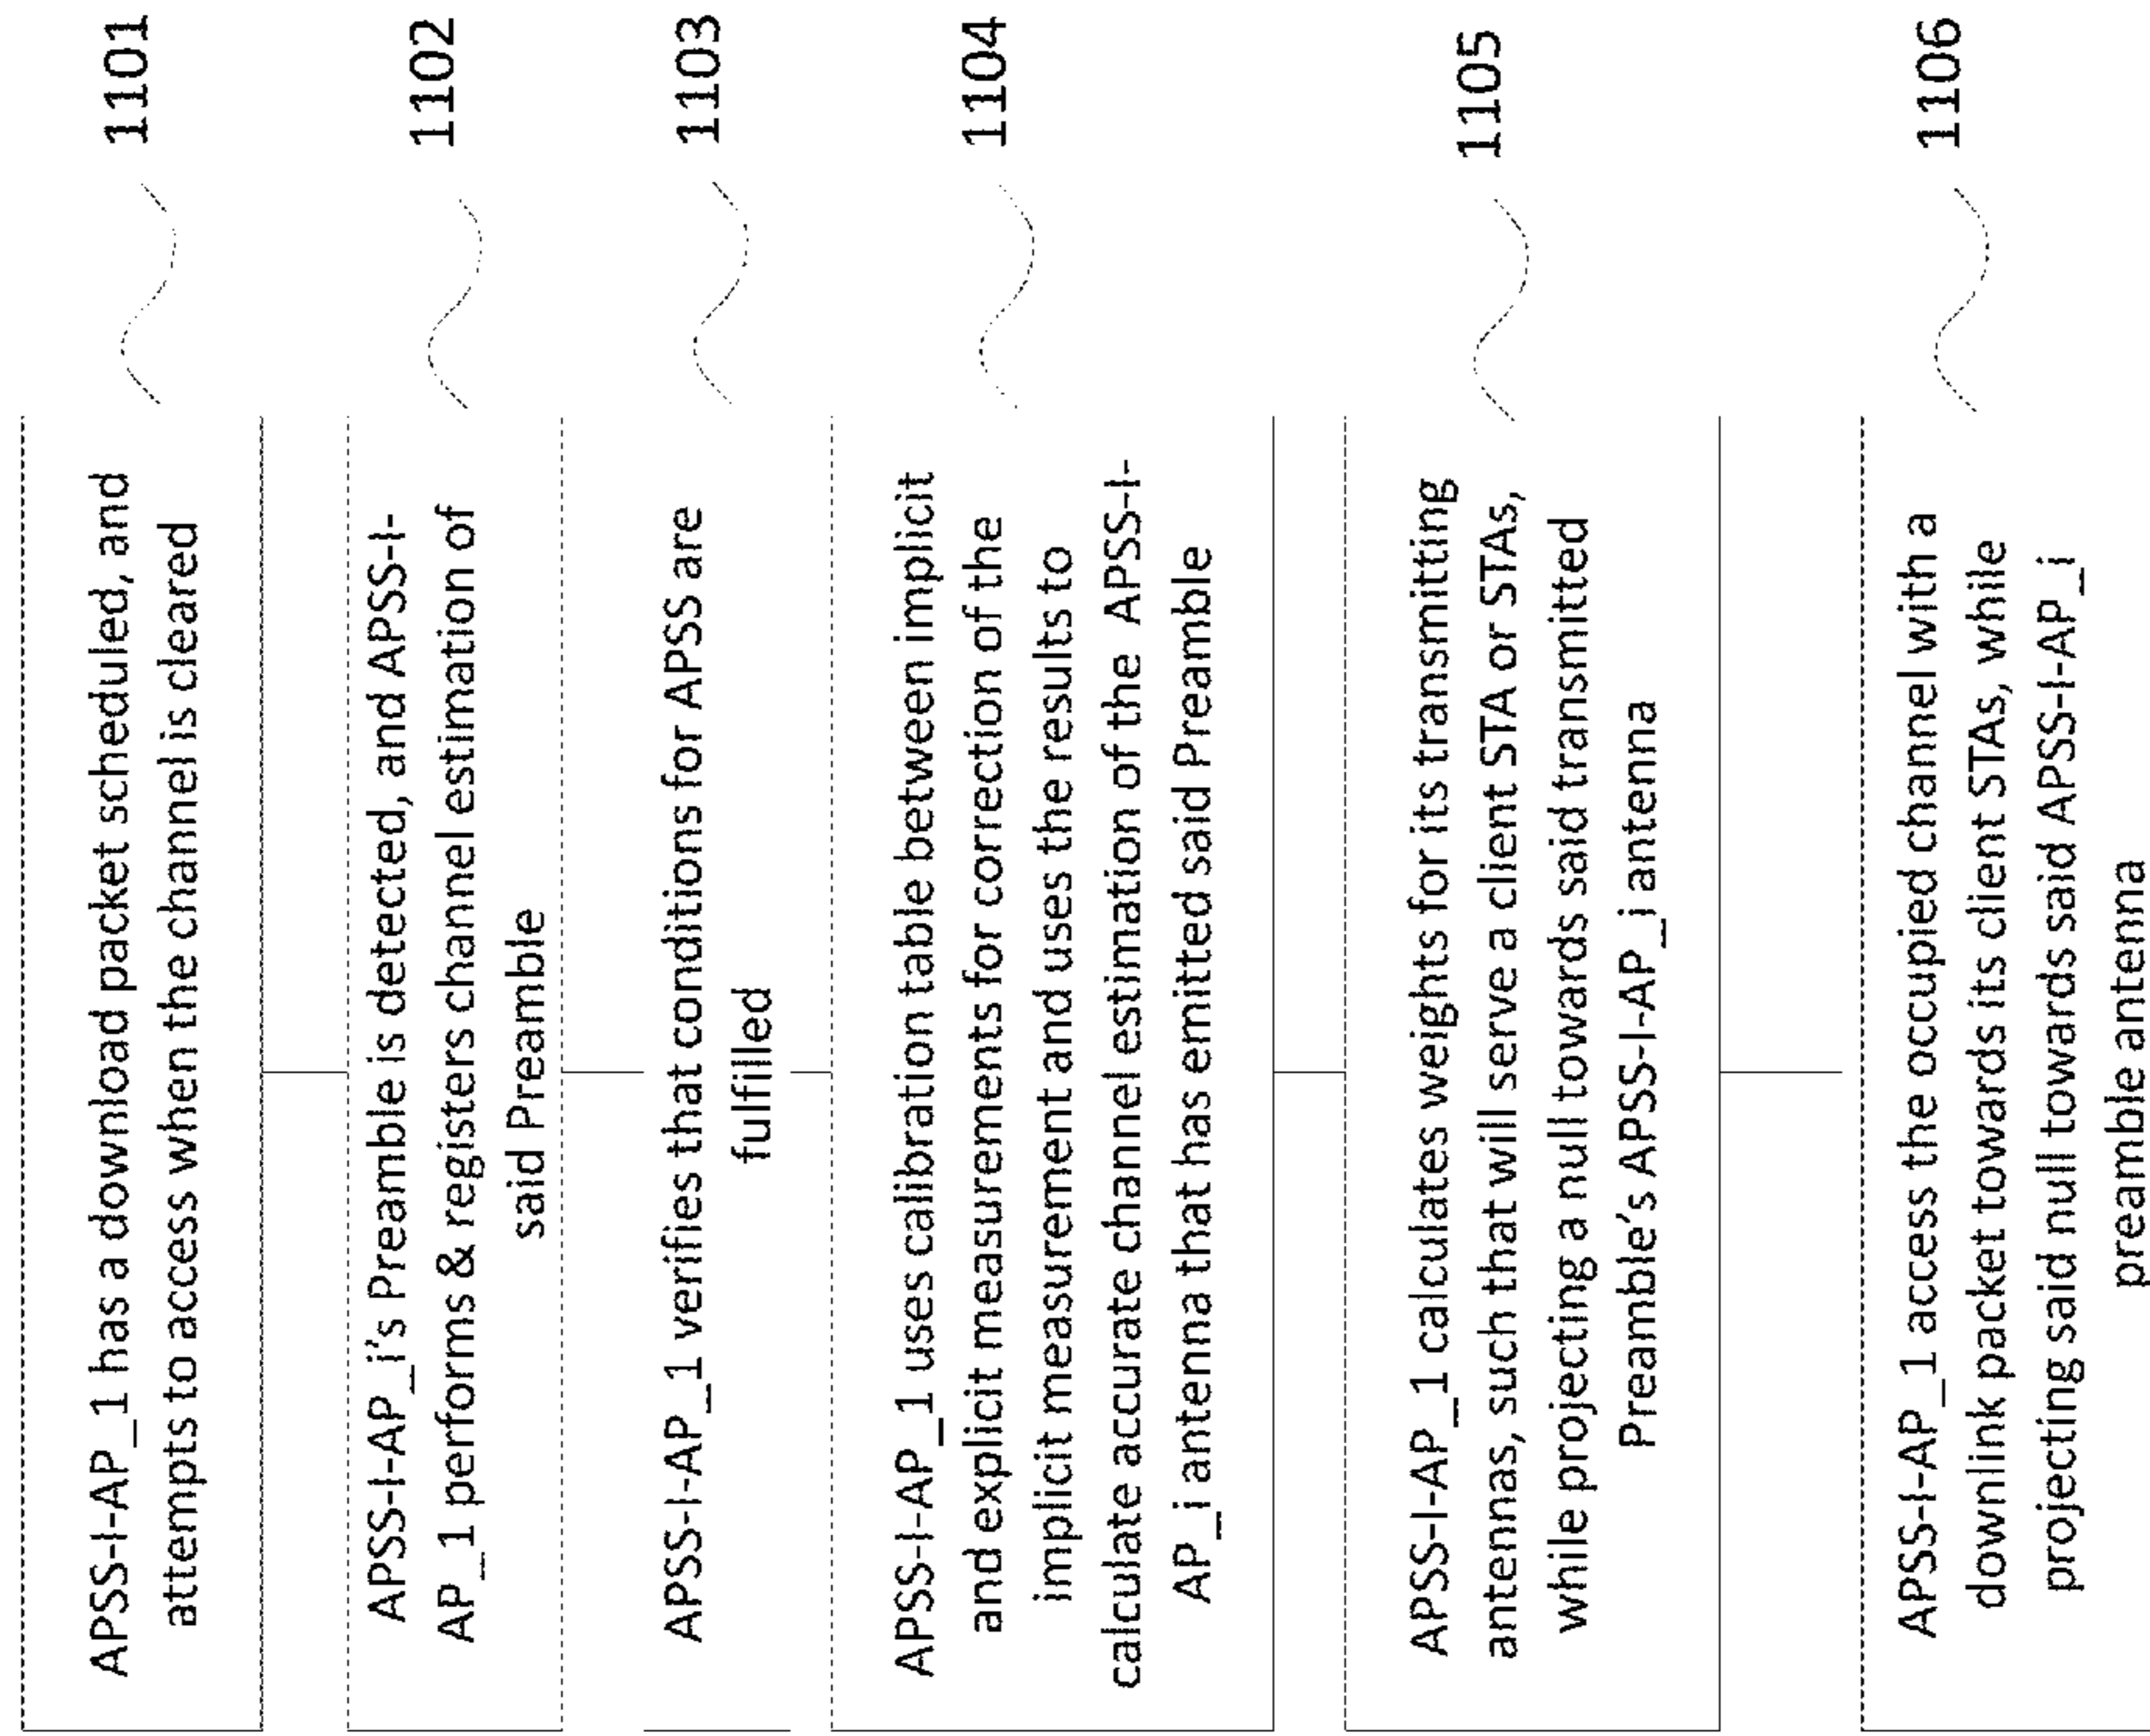 APSS-I-AP_1 has a download packet scheduled, and
attempts to access when the channel is cleared
1101
APSS-I-AP_i's Preamble is detected, and APSS-I-
AP_1 performs & registers channel estimation of
said Preamble
1102
APSS-I-AP_1 verifies that conditions for APSS are
fulfilled
1103
APSS-I-AP_1 uses calibration table between implicit
and explicit measurements for correction of the
implicit measurement and uses the results to
calculate accurate channel estimation of the APSS-I-
AP_i antenna that has emitted said Preamble
1104
APSS-I-AP_1 calculates weights for its transmitting
antennas, such that will serve a client STA or STAs,
while projecting a null towards said transmitted
Preamble's APSS-I-AP_i antenna
1105
APSS-I-AP_1 access the occupied channel with a
downlink packet towards its client STAs, while
projecting said null towards said APSS-I-AP_i
preamble antenna
1106